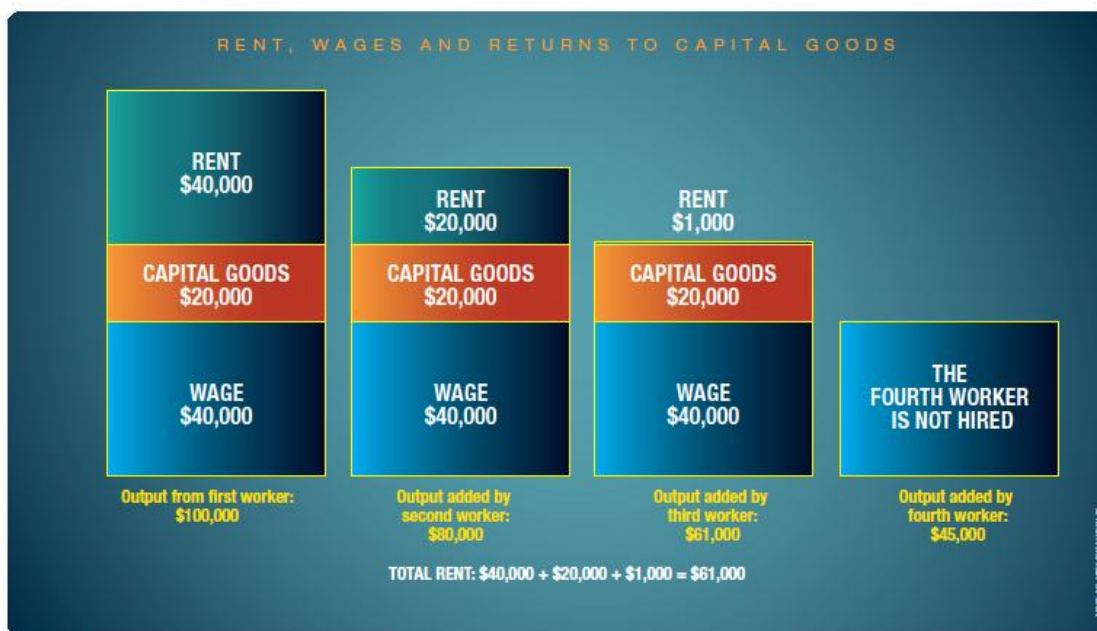 RENT, WAGES AND RETURNS TO CAPITAL GOODS
RENT
$40,000
CAPITAL GOODS
$20,000
WAGE
$40,000
Output from first worker:
$100,000
RENT
$20,000
CAPITAL GOODS
$20,000
WAGE
$40,000
Output added by
second worker:
$80,000
RENT
$1,000
CAPITAL GOODS
$20,000
WAGE
$40,000
Output added by
third worker:
$61,000
THE
FOURTH WORKER
IS NOT HIRED
Output added by
fourth worker:
$45,000
TOTAL RENT: $40,000 + $20,000 + $1,000 = $61,000